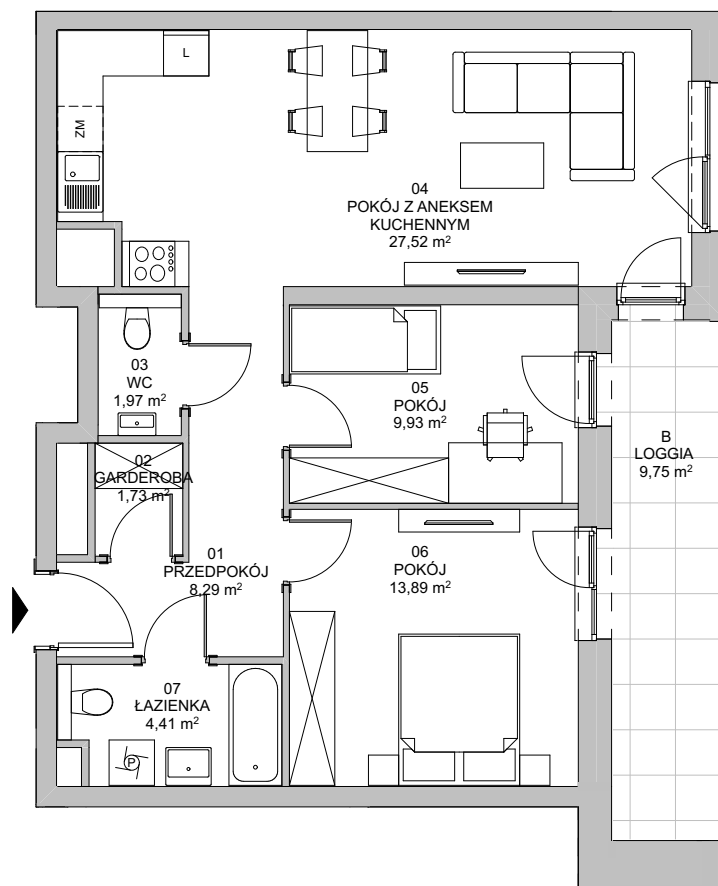 L
ZM
04
POKÓJ Z ANEKSEM
KUCHENNYM
27,52 m²
03
WC
1,97 m²
05
POKÓJ
9,93 m²
B
LOGGIA
9,75 m²
02
GARDEROBA
1,73 m²
01
PRZEDPOKÓJ
8,29 m²
06
POKÓJ
13,89 m²
07
ŁAZIENKA
4,41 m²
P